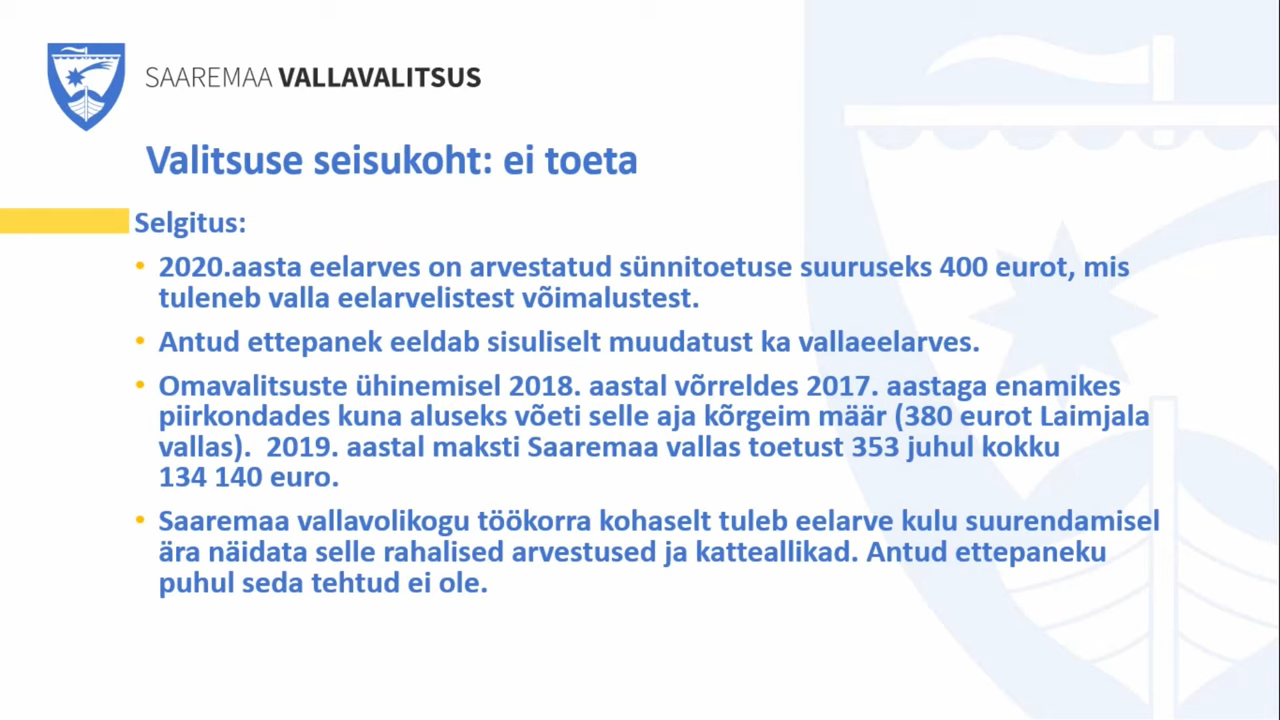 SAAREMAA VALLAVALITSUS
Valitsuse seisukoht: ei toeta
Selgitus:
• 2020.aasta eelarves on arvestatud sünnitoetuse suuruseks 400 eurot, mis
tuleneb valla eelarvelistest võimalustest.
• Antud ettepanek eeldab sisuliselt muudatust ka vallaeelarves.
• Omavalitsuste ühinemisel 2018. aastal võrreldes 2017. aastaga enamikes
piirkondades kuna aluseks võeti selle aja kõrgeim määr (380 eurot Laimjala
vallas).  2019. aastal maksti Saaremaa vallas toetust 353 juhul kokku
134 140 euro.
• Saaremaa vallavolikogu töökorra kohaselt tuleb eelarve kulu suurendamisel
ära näidata selle rahalised arvestused ja katteallikad. Antud ettepaneku
puhul seda tehtud ei ole.